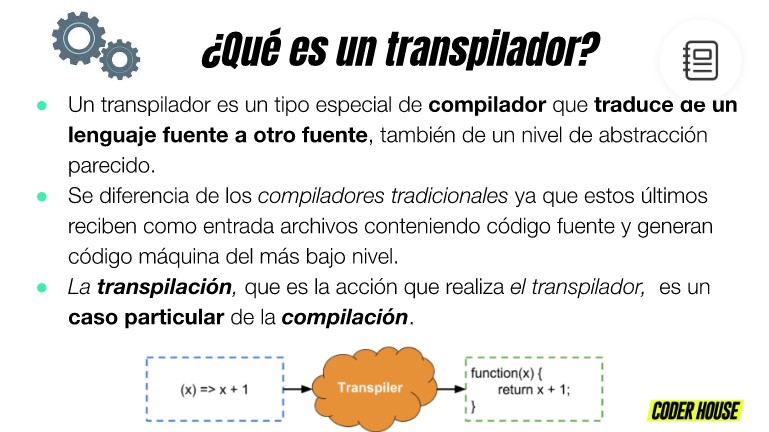 ¿Qué es un transpilador?
● Un transpilador es un tipo especial de compilador que traduce de un
lenguaje fuente a otro fuente, también de un nivel de abstracción
parecido.
● Se diferencia de los compiladores tradicionales ya que estos últimos
reciben como entrada archivos conteniendo código fuente y generan
código máquina del más bajo nivel.
● La transpilación, que es la acción que realiza el transpilador, es un
caso particular de la compilación.
(x) => x + 1
Transpiler
function(x) {
return x + 1;
}
CODER HOUSE